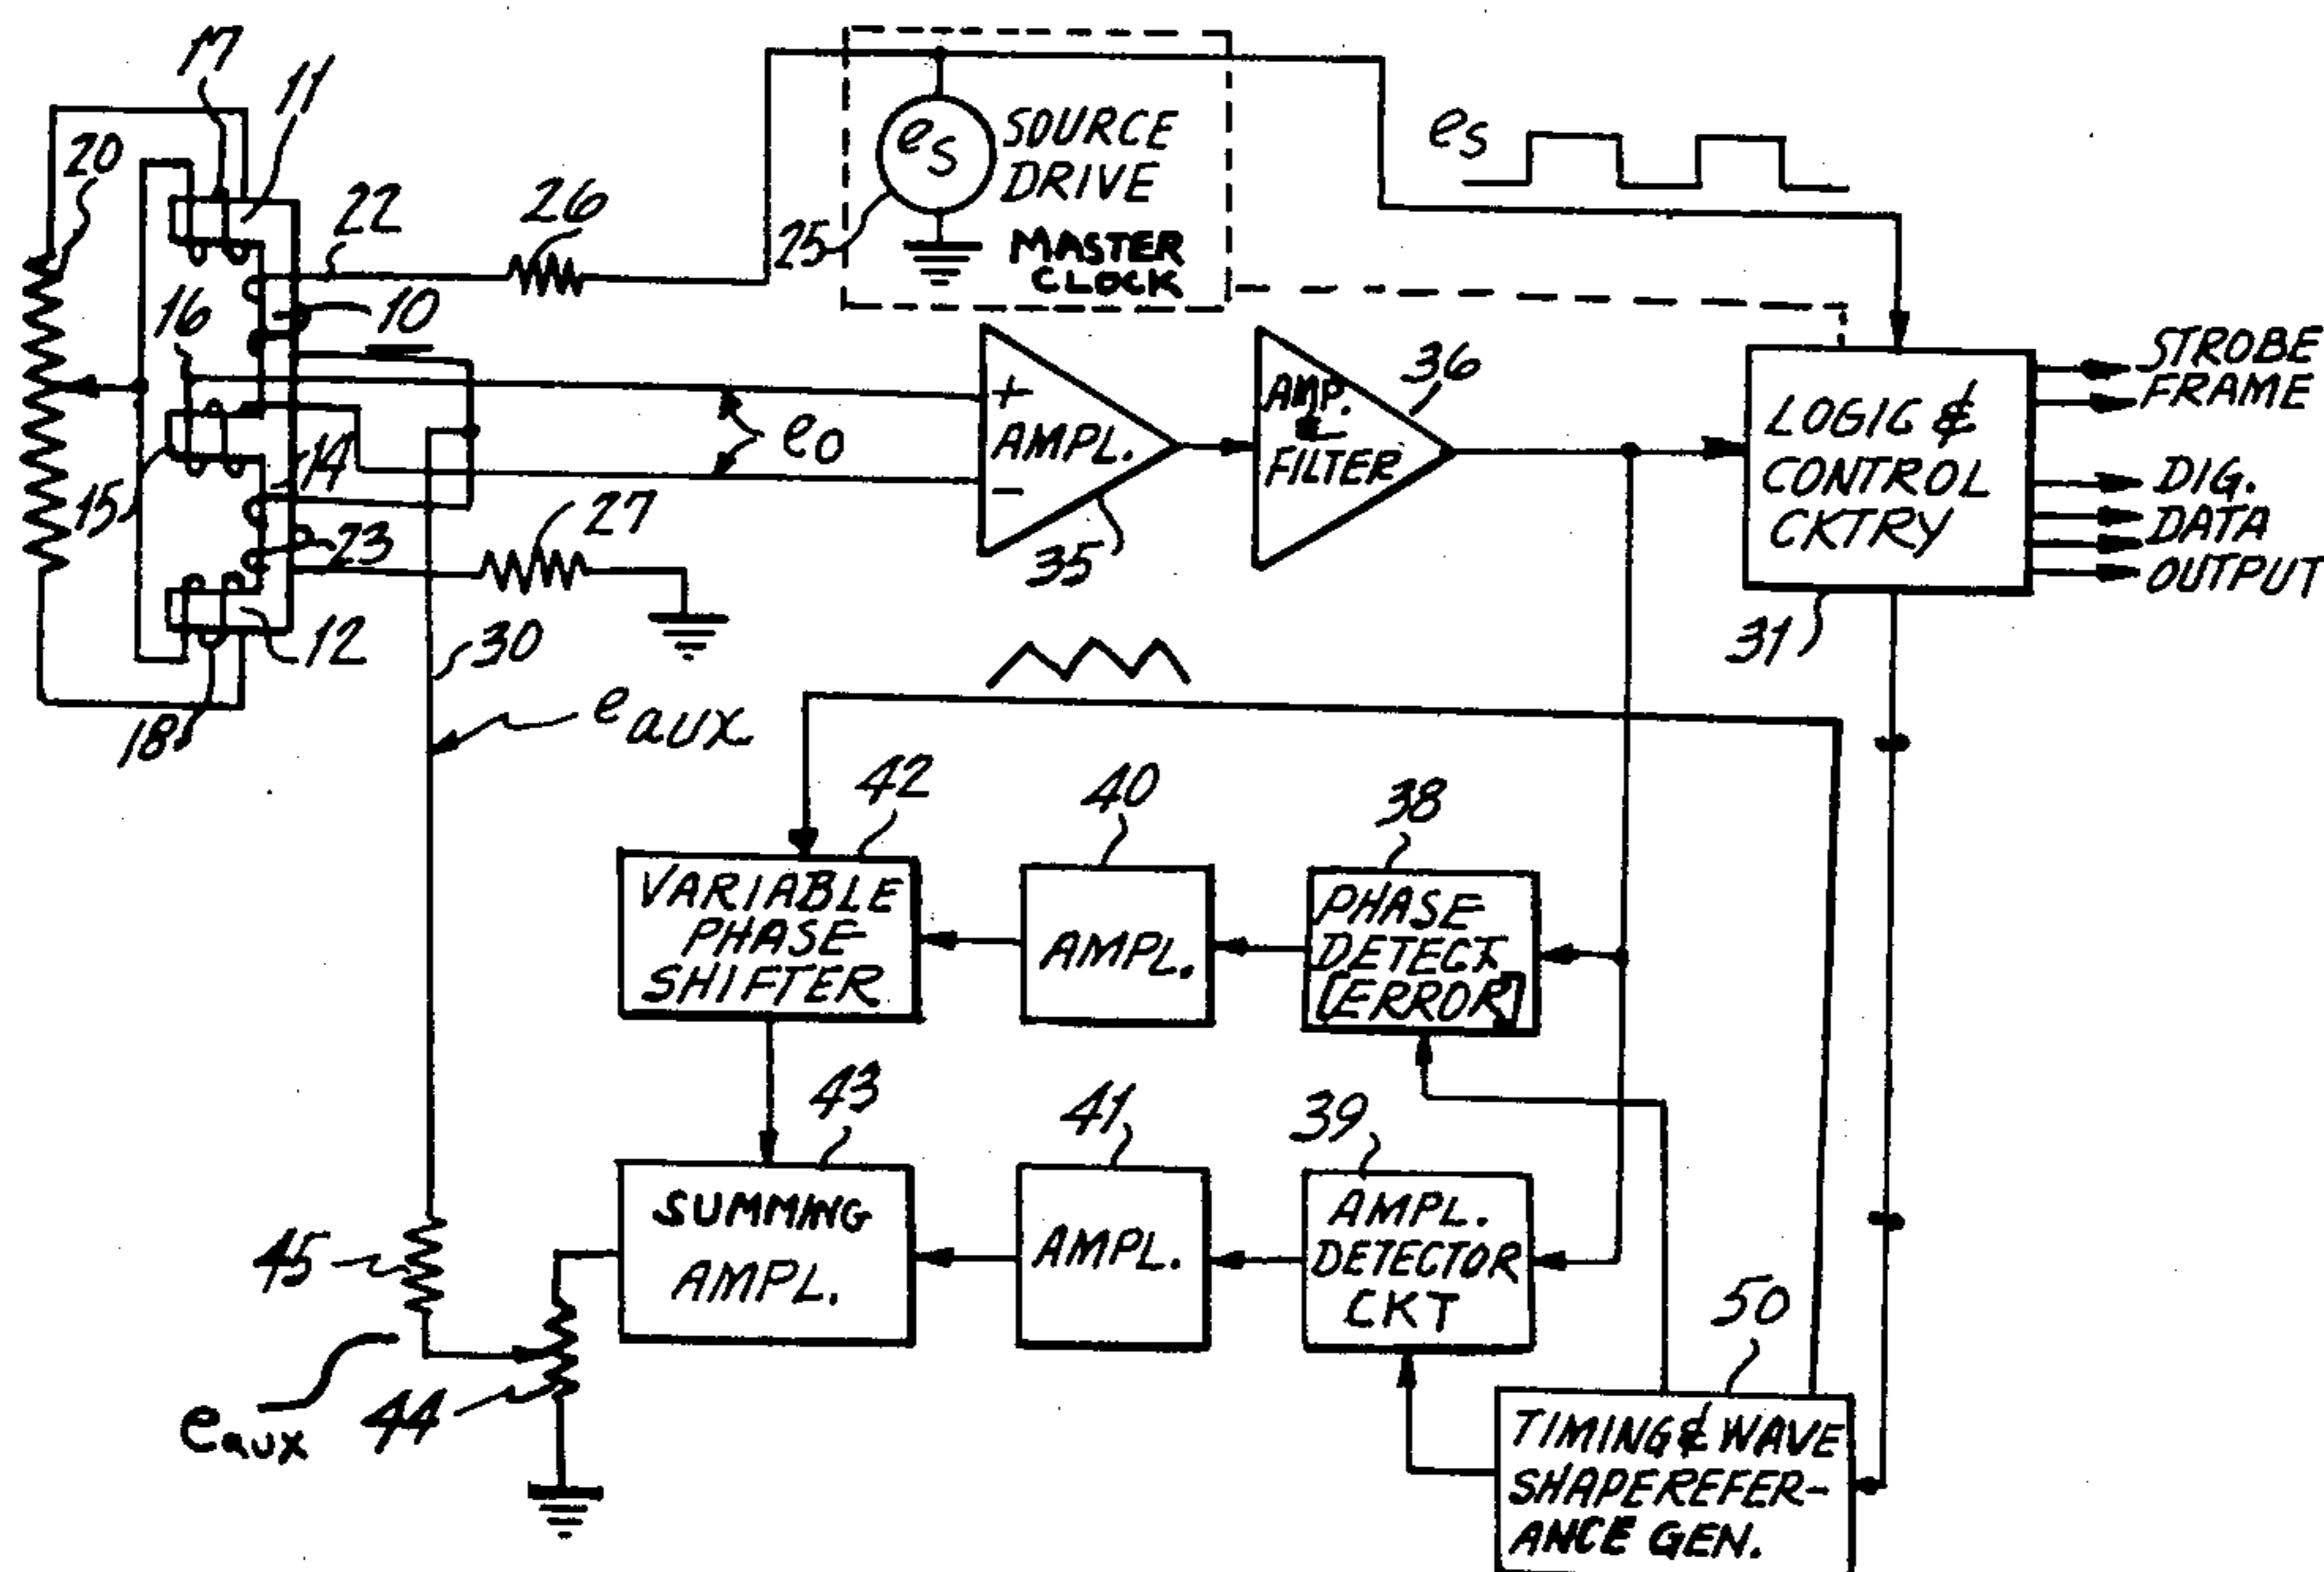 17
11
20
22
26
16
10
15
14
23
27
12
18
30
eaux
es
SOURCE
DRIVE
25
MASTER
CLOCK
es
eo
+
AMPL.
-
35
AMP.
&
FILTER
36
LOGIC &
CONTROL
CKTRY
31
STROBE
FRAME
DIG.
DATA
OUTPUT
42
VARIABLE
PHASE
SHIFTER
40
AMPL.
38
PHASE
DETECT
[ERROR]
43
SUMMING
AMPL.
41
AMPL.
39
AMPL.
DETECTOR
CKT
45
eaux
44
50
TIMING & WAVE
SHAPE REFER-
ANCE GEN.